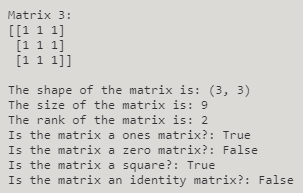 Matrix 3:
[[1 1 1]
 [1 1 1]
 [1 1 1]]

The shape of the matrix is: (3, 3)
The size of the matrix is: 9
The rank of the matrix is: 2
Is the matrix a ones matrix?: True
Is the matrix a zero matrix?: False
Is the matrix a square?: True
Is the matrix an identity matrix?: False